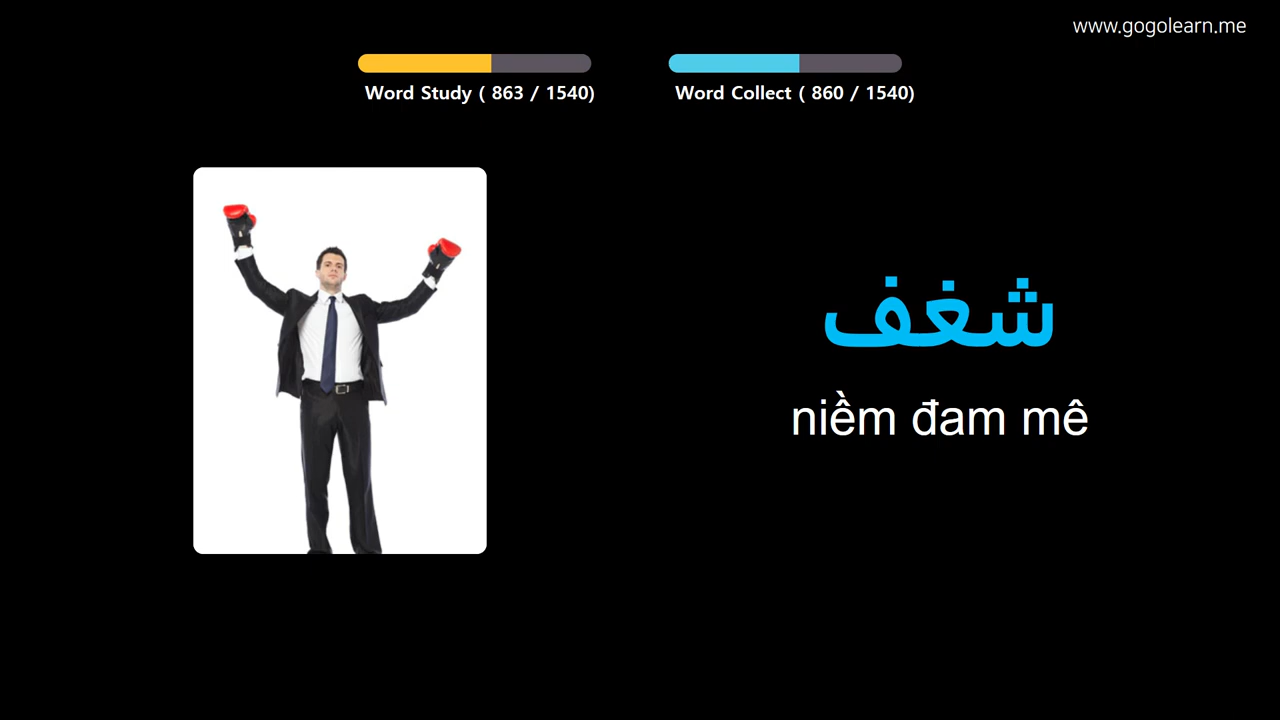 www.gogolearn.me
Word Study ( 863 / 1540)
Word Collect ( 860 / 1540)
شغف
niềm đam mê